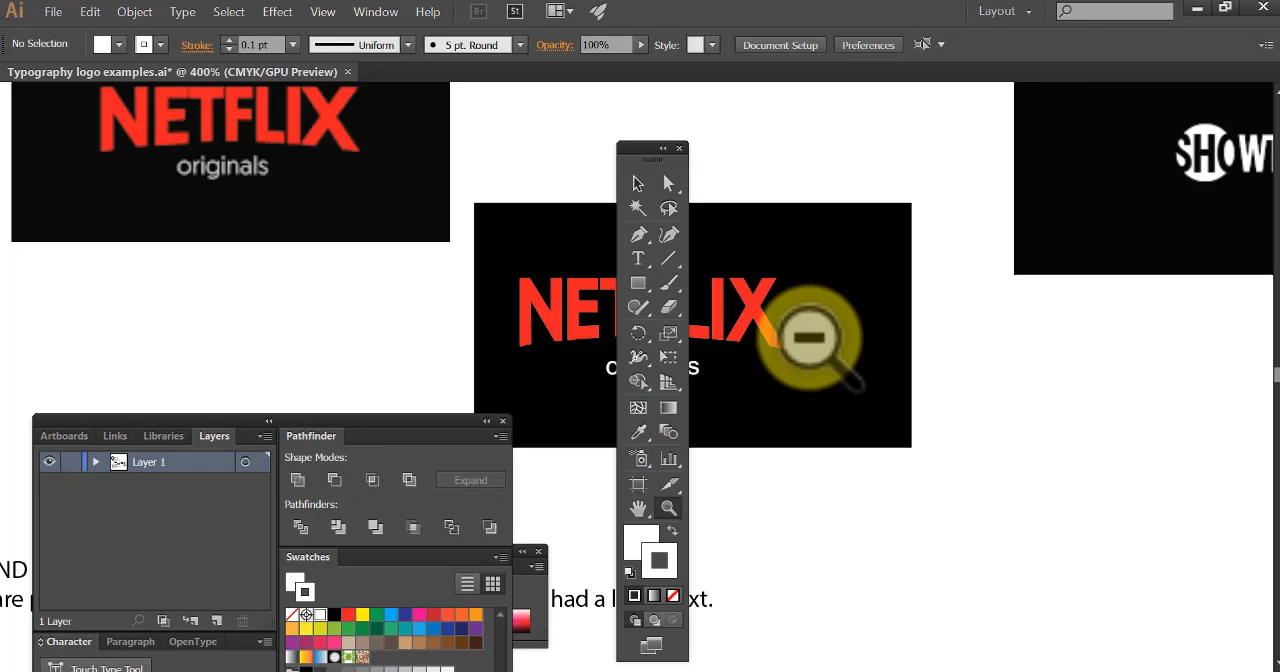 Ai File Edit Object Type Select Effect View Window Help Br St Layout
No Selection Stroke: 0.1 pt Uniform 5 pt. Round Opacity: 100% Style: Document Setup Preferences
Typography logo examples.ai* @ 400% (CMYK/GPU Preview) ×
NETFLIX
originals
SHOWT
NET LIX
o s
Artboards Links Libraries Layers
Layer 1
1 Layer
Pathfinder
Shape Modes:
Expand
Pathfinders:
Swatches
Character Paragraph OpenType
Touch Type Tool
ND
are had a xt.